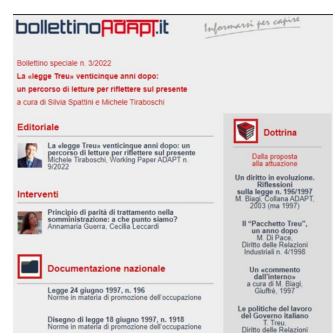 bollettinoADAPT.it
Informarsi per capire
Bollettino speciale n. 3/2022
La «legge Treu» venticinque anni dopo:
un percorso di letture per riflettere sul presente
a cura di Silvia Spattini e Michele Tiraboschi
Editoriale
La «legge Treu» venticinque anni dopo: un
percorso di letture per riflettere sul presente
Michele Tiraboschi, Working Paper ADAPT n.
9/2022
Interventi
Principio di parità di trattamento nella
somministrazione: a che punto siamo?
Annamaria Guerra, Cecilia Leccardi
Documentazione nazionale
Legge 24 giugno 1997, n. 196
Norme in materia di promozione dell'occupazione
Disegno di legge 18 giugno 1997, n. 1918
Norme in materia di promozione dell'occupazione
Dottrina
Dalla proposta
alla attuazione
Un diritto in evoluzione.
Riflessioni
sulla legge n. 196/1997
M. Biagi, Collana ADAPT,
2003 (ma 1997)
Il “Pacchetto Treu”,
un anno dopo
M. Di Pace,
Diritto delle Relazioni
Industriali n. 4/1998
Un «commento
dall'interno»
a cura di M. Biagi,
Giuffrè, 1997
Le politiche del lavoro
del Governo italiano
T. Treu,
Diritto delle Relazioni